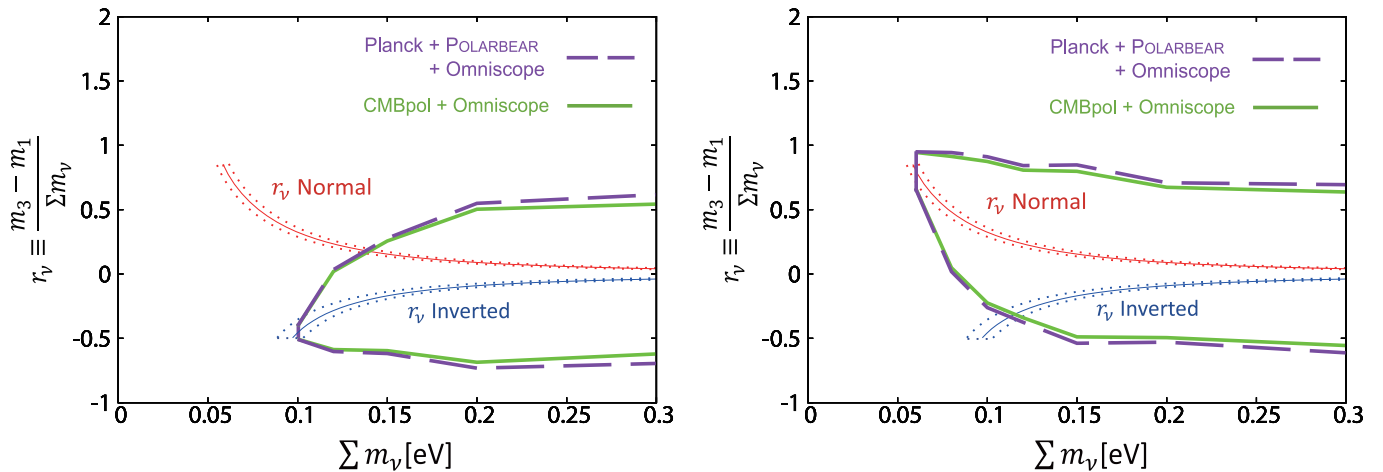 2
1.5
1
0.5
0
-0.5
-1
r_ν ≡ (m_3 − m_1) / Σm_ν
Planck + POLARBEAR
+ Omniscope
CMBpol + Omniscope
r_ν Normal
r_ν Inverted
0 0.05 0.1 0.15 0.2 0.25 0.3
∑ m_ν [eV]
2
1.5
1
0.5
0
-0.5
-1
r_ν ≡ (m_3 − m_1) / Σm_ν
Planck + POLARBEAR
+ Omniscope
CMBpol + Omniscope
r_ν Normal
r_ν Inverted
0 0.05 0.1 0.15 0.2 0.25 0.3
∑ m_ν [eV]